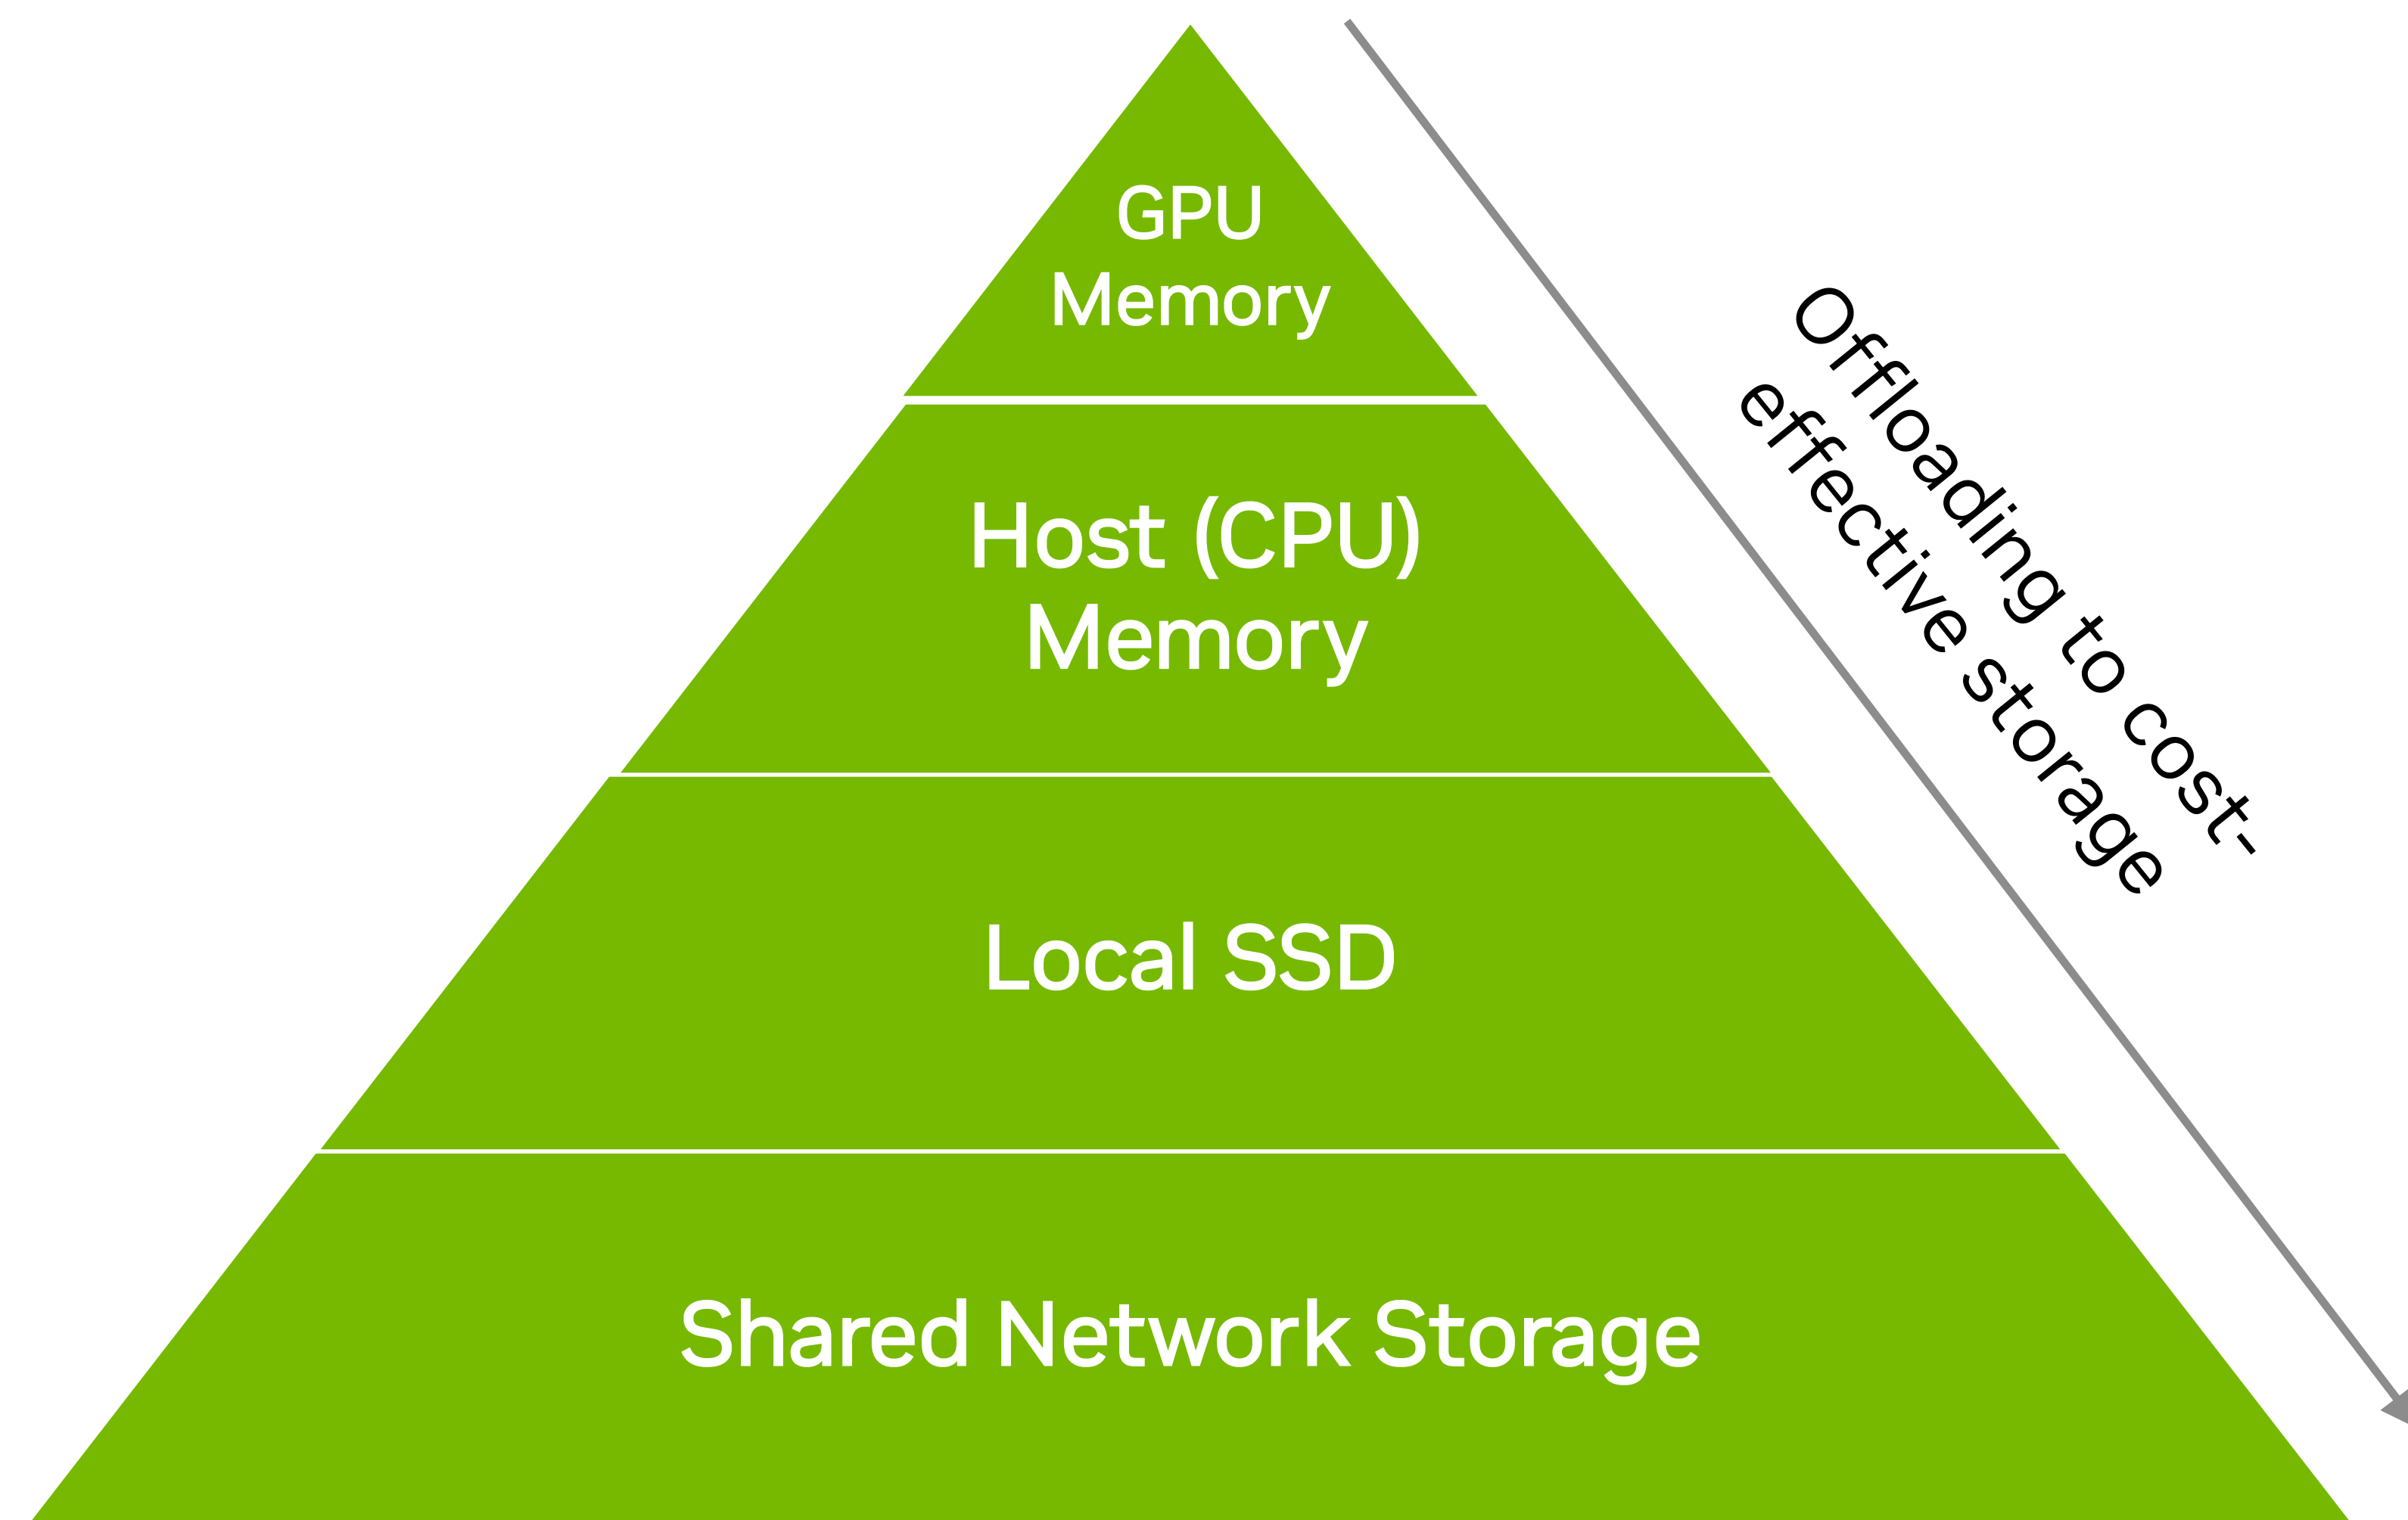 GPU
Memory
Host (CPU)
Memory
Local SSD
Shared Network Storage
Offloading to cost-
effective storage